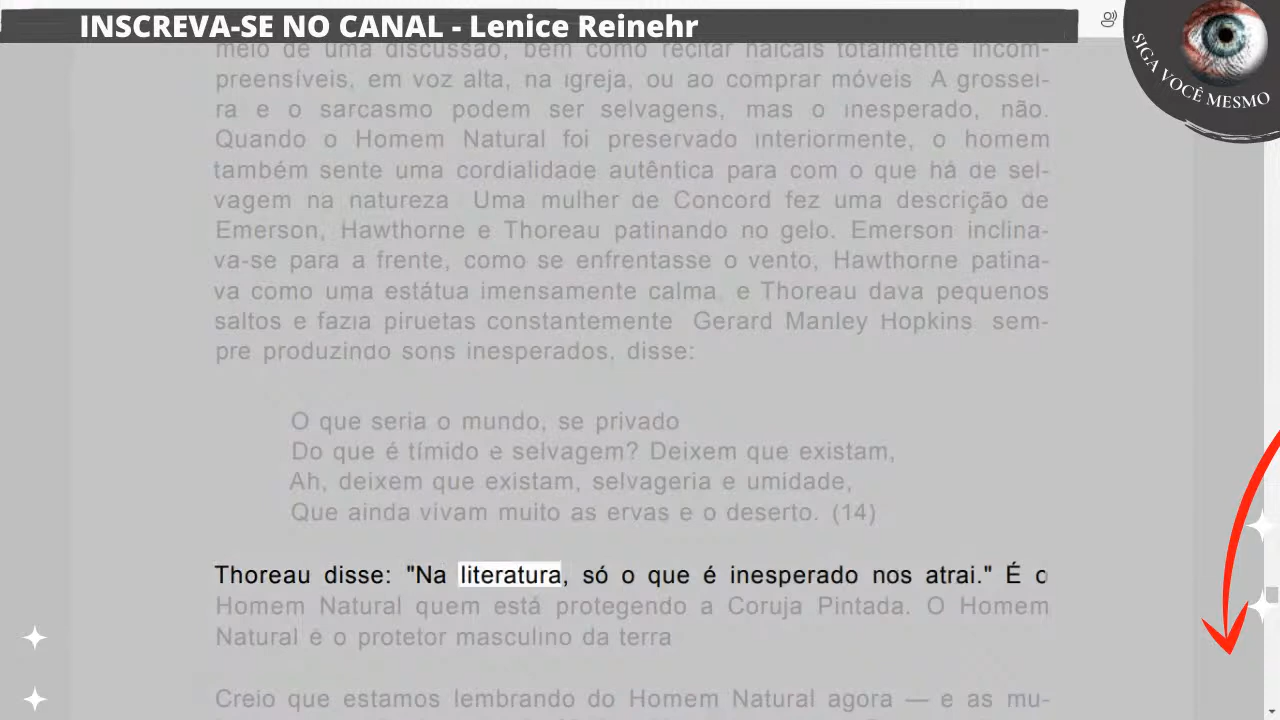 INSCREVA-SE NO CANAL - Lenice Reinehr
SIGA VOCÊ MESMO
meio de uma discussão, bem como recitar haicais totalmente incom-
preensíveis, em voz alta, na igreja, ou ao comprar móveis A grossei-
ra e o sarcasmo podem ser selvagens, mas o inesperado, não.
Quando o Homem Natural foi preservado interiormente, o homem
também sente uma cordialidade autêntica para com o que há de sel-
vagem na natureza Uma mulher de Concord fez uma descrição de
Emerson, Hawthorne e Thoreau patinando no gelo. Emerson inclina-
va-se para a frente, como se enfrentasse o vento, Hawthorne patina-
va como uma estátua imensamente calma e Thoreau dava pequenos
saltos e fazia piruetas constantemente Gerard Manley Hopkins sem-
pre produzindo sons inesperados, disse:
O que seria o mundo, se privado
Do que é tímido e selvagem? Deixem que existam,
Ah, deixem que existam, selvageria e umidade,
Que ainda vivam muito as ervas e o deserto. (14)
Thoreau disse: "Na literatura, só o que é inesperado nos atrai." É o
Homem Natural quem está protegendo a Coruja Pintada. O Homem
Natural é o protetor masculino da terra
Creio que estamos lembrando do Homem Natural agora — e as mu-